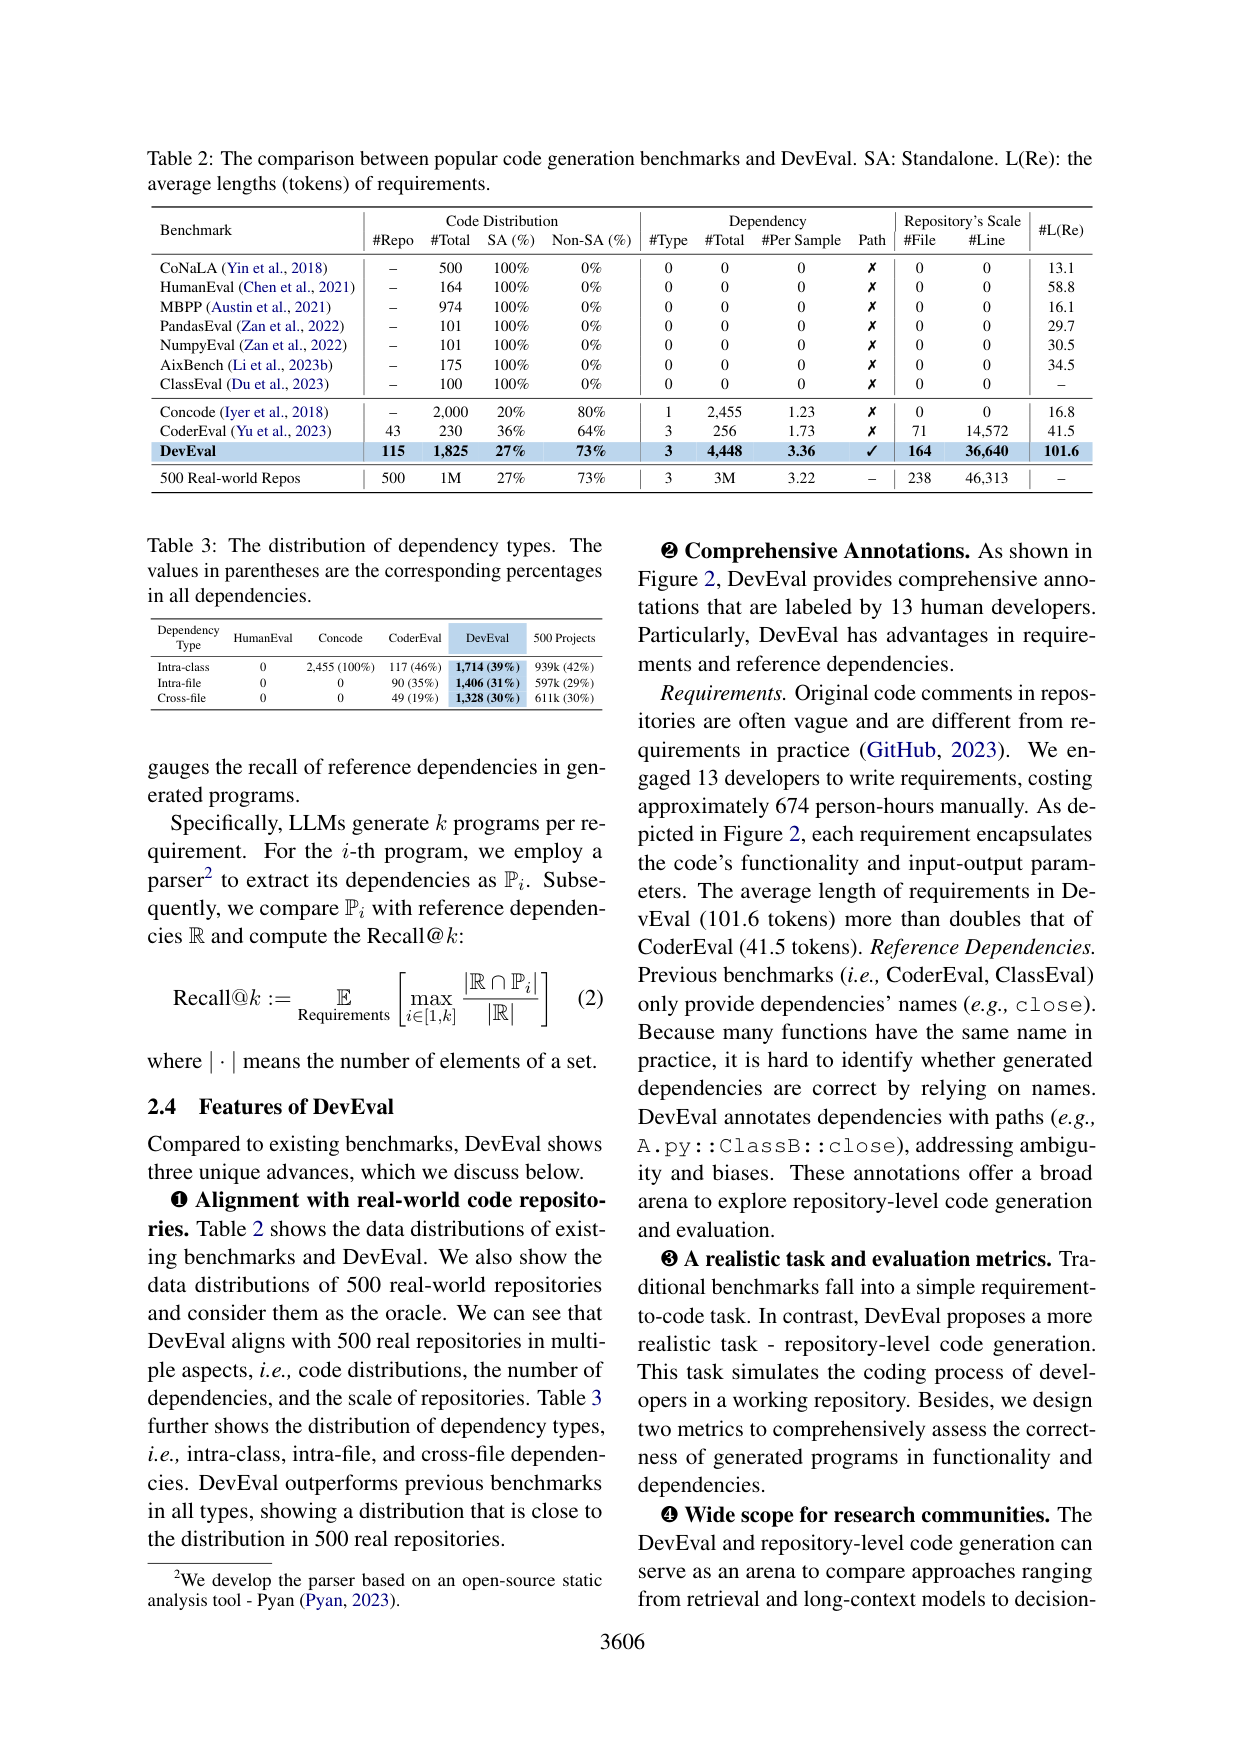 Table 2: The comparison between popular code generation benchmarks and DevEval. SA: Standalone. L(Re): the
average lengths (tokens) of requirements.
Benchmark Code Distribution Dependency Repository's Scale #L(Re)
#Repo #Total SA (%) Non-SA (%) #Type #Total #Per Sample Path #File #Line
CoNaLA (Yin et al., 2018) – 500 100% 0% 0 0 0 ✗ 0 0 13.1
HumanEval (Chen et al., 2021) – 164 100% 0% 0 0 0 ✗ 0 0 58.8
MBPP (Austin et al., 2021) – 974 100% 0% 0 0 0 ✗ 0 0 16.1
PandasEval (Zan et al., 2022) – 101 100% 0% 0 0 0 ✗ 0 0 29.7
NumpyEval (Zan et al., 2022) – 101 100% 0% 0 0 0 ✗ 0 0 30.5
AixBench (Li et al., 2023b) – 175 100% 0% 0 0 0 ✗ 0 0 34.5
ClassEval (Du et al., 2023) – 100 100% 0% 0 0 0 ✗ 0 0 –
Concode (Iyer et al., 2018) – 2,000 20% 80% 1 2,455 1.23 ✗ 0 0 16.8
CoderEval (Yu et al., 2023) 43 230 36% 64% 3 256 1.73 ✗ 71 14,572 41.5
DevEval 115 1,825 27% 73% 3 4,448 3.36 ✓ 164 36,640 101.6
500 Real-world Repos 500 1M 27% 73% 3 3M 3.22 – 238 46,313 –
Table 3: The distribution of dependency types. The
values in parentheses are the corresponding percentages
in all dependencies.
Dependency Type HumanEval Concode CoderEval DevEval 500 Projects
Intra-class 0 2,455 (100%) 117 (46%) 1,714 (39%) 939k (42%)
Intra-file 0 0 90 (35%) 1,406 (31%) 597k (29%)
Cross-file 0 0 49 (19%) 1,328 (30%) 611k (30%)
gauges the recall of reference dependencies in gen-
erated programs.
Specifically, LLMs generate k programs per re-
quirement. For the i-th program, we employ a
parser2 to extract its dependencies as ℙi. Subse-
quently, we compare ℙi with reference dependen-
cies ℝ and compute the Recall@k:
Recall@k := 𝔼 Requirements [ max i∈[1,k] |ℝ ∩ ℙi| / |ℝ| ] (2)
where | · | means the number of elements of a set.
2.4 Features of DevEval
Compared to existing benchmarks, DevEval shows
three unique advances, which we discuss below.
❶ Alignment with real-world code reposito-
ries. Table 2 shows the data distributions of exist-
ing benchmarks and DevEval. We also show the
data distributions of 500 real-world repositories
and consider them as the oracle. We can see that
DevEval aligns with 500 real repositories in multi-
ple aspects, i.e., code distributions, the number of
dependencies, and the scale of repositories. Table 3
further shows the distribution of dependency types,
i.e., intra-class, intra-file, and cross-file dependen-
cies. DevEval outperforms previous benchmarks
in all types, showing a distribution that is close to
the distribution in 500 real repositories.
2We develop the parser based on an open-source static
analysis tool - Pyan (Pyan, 2023).
❷ Comprehensive Annotations. As shown in
Figure 2, DevEval provides comprehensive anno-
tations that are labeled by 13 human developers.
Particularly, DevEval has advantages in require-
ments and reference dependencies.
Requirements. Original code comments in repos-
itories are often vague and are different from re-
quirements in practice (GitHub, 2023). We en-
gaged 13 developers to write requirements, costing
approximately 674 person-hours manually. As de-
picted in Figure 2, each requirement encapsulates
the code's functionality and input-output param-
eters. The average length of requirements in De-
vEval (101.6 tokens) more than doubles that of
CoderEval (41.5 tokens). Reference Dependencies.
Previous benchmarks (i.e., CoderEval, ClassEval)
only provide dependencies' names (e.g., close).
Because many functions have the same name in
practice, it is hard to identify whether generated
dependencies are correct by relying on names.
DevEval annotates dependencies with paths (e.g.,
A.py::ClassB::close), addressing ambigu-
ity and biases. These annotations offer a broad
arena to explore repository-level code generation
and evaluation.
❸ A realistic task and evaluation metrics. Tra-
ditional benchmarks fall into a simple requirement-
to-code task. In contrast, DevEval proposes a more
realistic task - repository-level code generation.
This task simulates the coding process of devel-
opers in a working repository. Besides, we design
two metrics to comprehensively assess the correct-
ness of generated programs in functionality and
dependencies.
❹ Wide scope for research communities. The
DevEval and repository-level code generation can
serve as an arena to compare approaches ranging
from retrieval and long-context models to decision-
3606